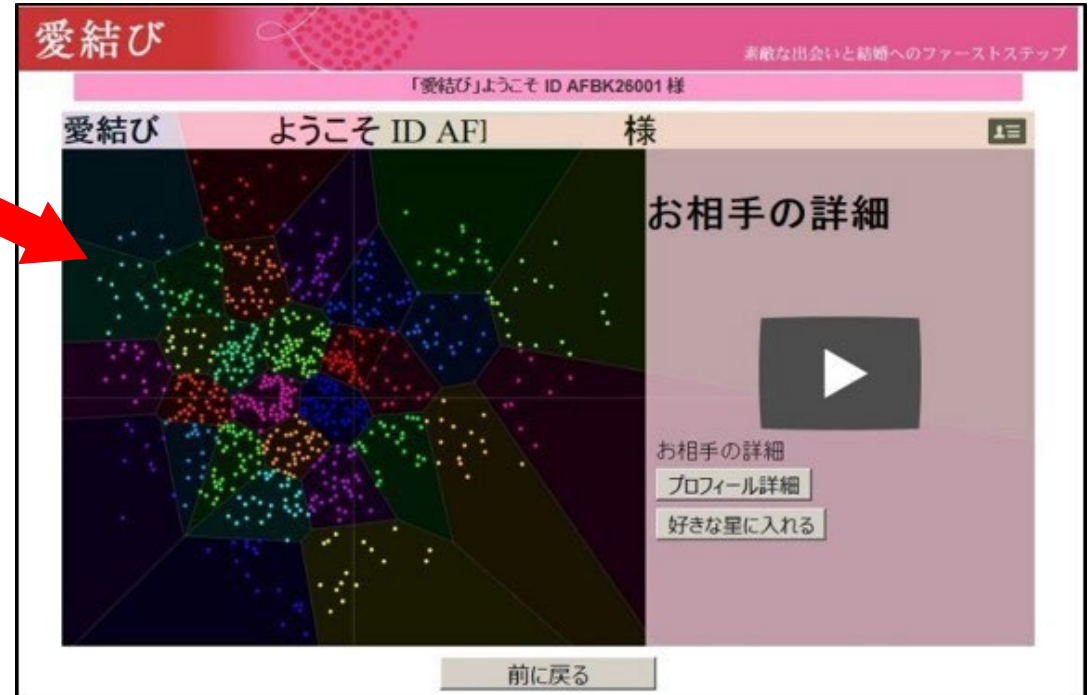 愛結び
素敵な出会いと結婚へのファーストステップ
「愛結び」ようこそ ID AFBK26001 様
愛結び ようこそ ID AF] 様
お相手の詳細
お相手の詳細
プロフィール詳細
好きな星に入れる
前に戻る